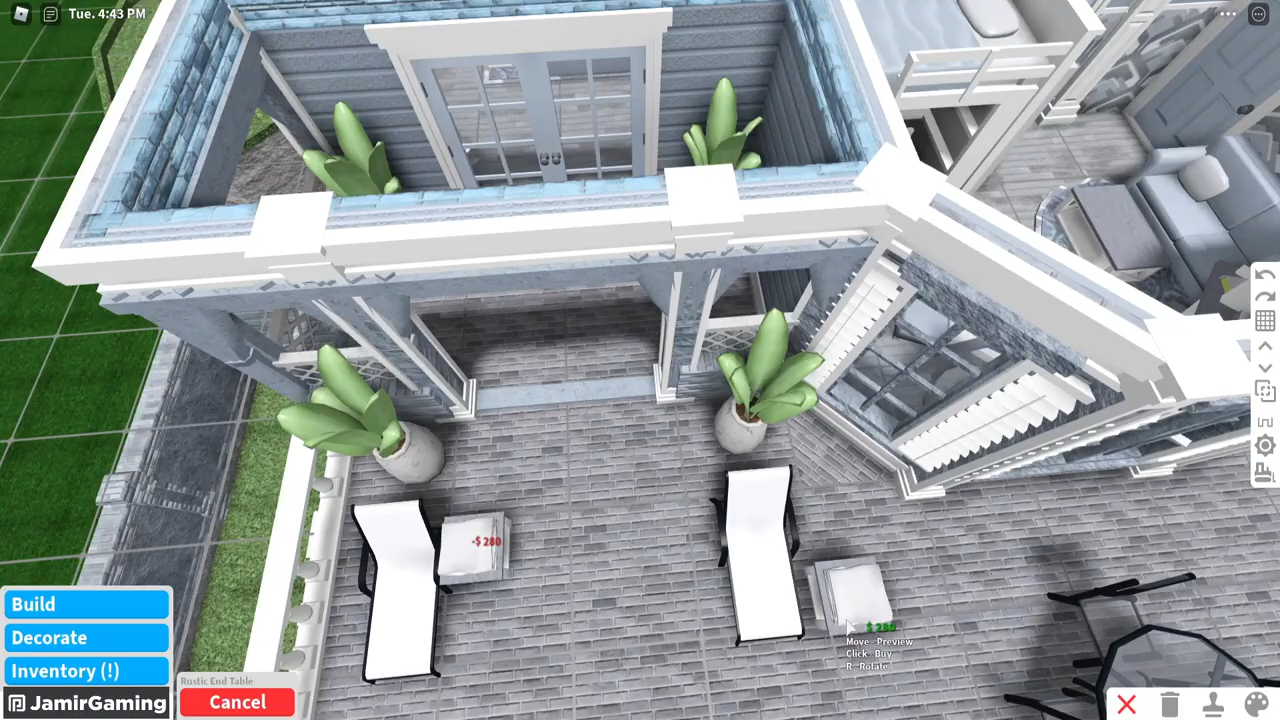 Tue. 4:43 PM
-$ 280
$ 280
Move - Preview
Click - Buy
R - Rotate
Build
Decorate
Inventory (!)
JamirGaming
Rustic End Table
Cancel